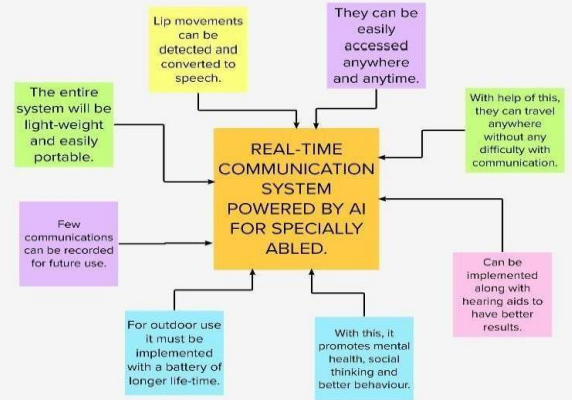 Lip movements
can be
detected and
converted to
speech.
They can be
easily
accessed
anywhere
and anytime.
The entire
system will be
light-weight
and easily
portable.
With help of this,
they can travel
anywhere
without any
difficulty with
communication.
REAL-TIME
COMMUNICATION
SYSTEM
POWERED BY AI
FOR SPECIALLY
ABLED.
Few
communications
can be recorded
for future use.
Can be
implemented
along with
hearing aids to
have better
results.
For outdoor use
it must be
implemented
with a battery of
longer life-time.
With this, it
promotes mental
health, social
thinking and
better behaviour.